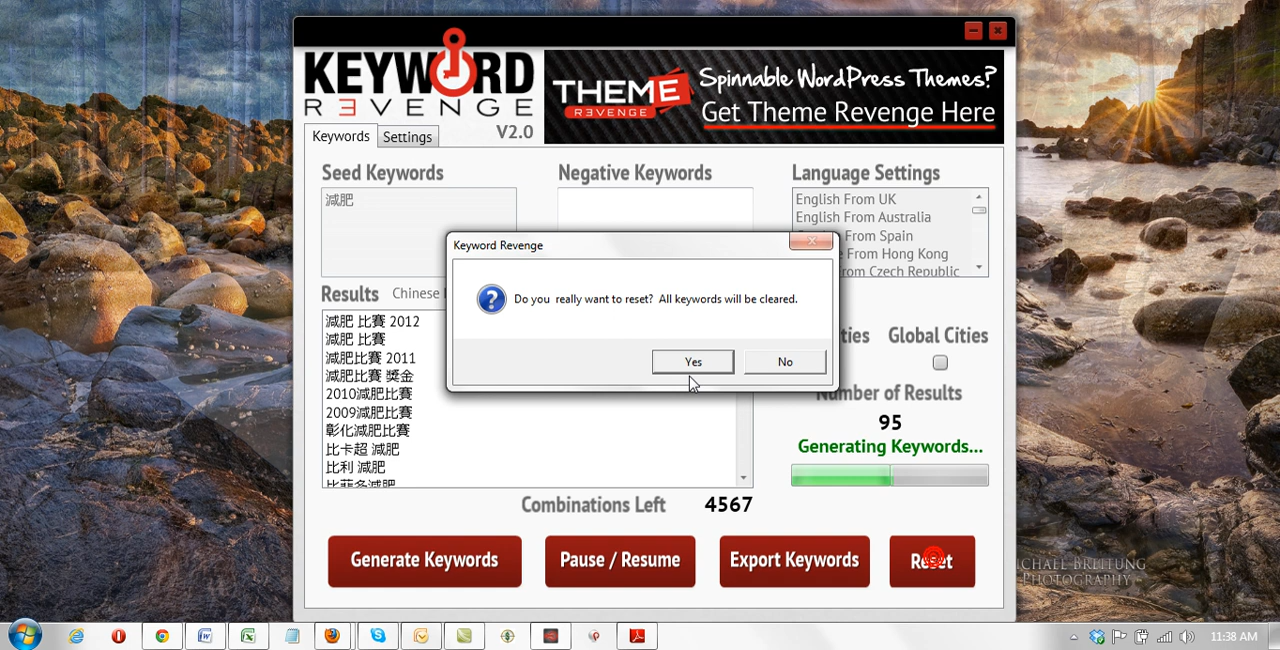 KEYWORD
REVENGE
V2.0
THEME
REVENGE
Spinnable WordPress Themes?
Get Theme Revenge Here
Keywords
Settings
Seed Keywords
Negative Keywords
Language Settings
減肥
English From UK
English From Australia
From Spain
From Hong Kong
From Czech Republic
Keyword Revenge
Do you really want to reset? All keywords will be cleared.
Yes
No
Results
Chinese
減肥 比賽 2012
減肥 比賽
減肥比賽 2011
減肥比賽 獎金
2010減肥比賽
2009減肥比賽
彰化減肥比賽
比卡超 減肥
比利 減肥
Global Cities
Number of Results
95
Generating Keywords...
Combinations Left
4567
Generate Keywords
Pause / Resume
Export Keywords
Reset
MICHAEL BREITUNG
PHOTOGRAPHY
11:38 AM